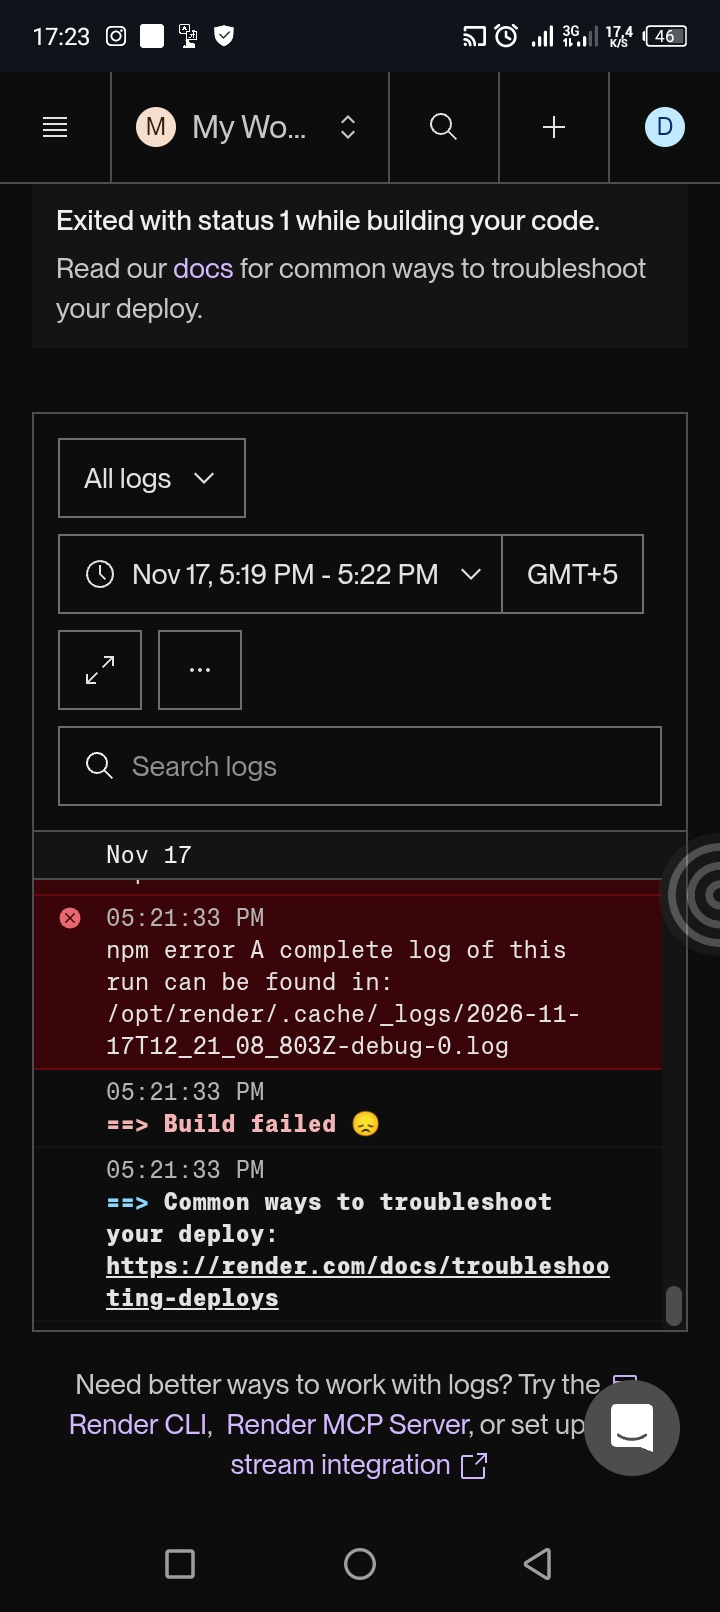 17:23
3G
17,4
K/S
46
M My Wo...
D
Exited with status 1 while building your code.
Read our docs for common ways to troubleshoot
your deploy.
All logs
Nov 17, 5:19 PM - 5:22 PM
GMT+5
...
Search logs
Nov 17
05:21:33 PM
npm error A complete log of this
run can be found in:
/opt/render/.cache/_logs/2026-11-
17T12_21_08_803Z-debug-0.log
05:21:33 PM
==> Build failed 😞
05:21:33 PM
==> Common ways to troubleshoot
your deploy:
https://render.com/docs/troubleshoo
ting-deploys
Need better ways to work with logs? Try the
Render CLI, Render MCP Server, or set up
stream integration